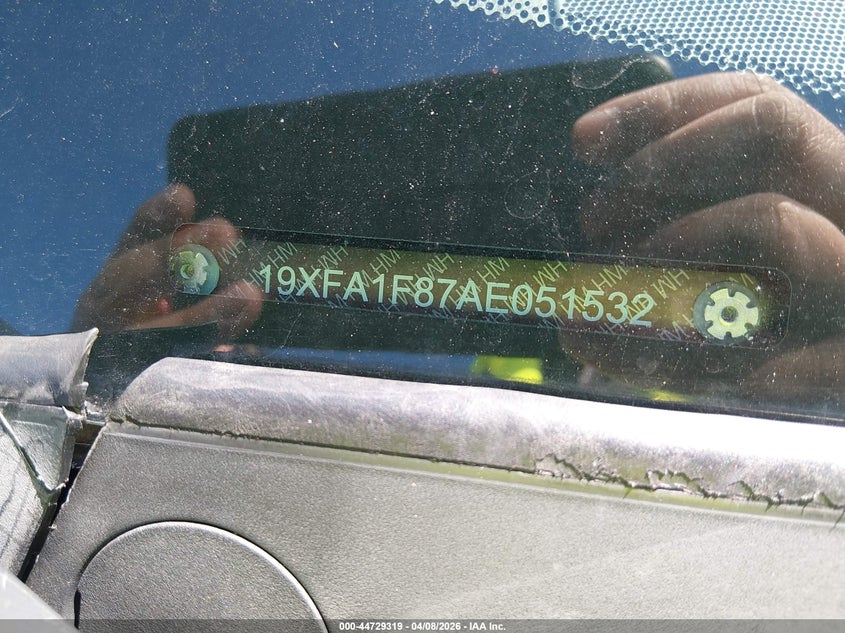 19XFA1F87AE051532
000-44729319 - 04/08/2026 - IAA Inc.